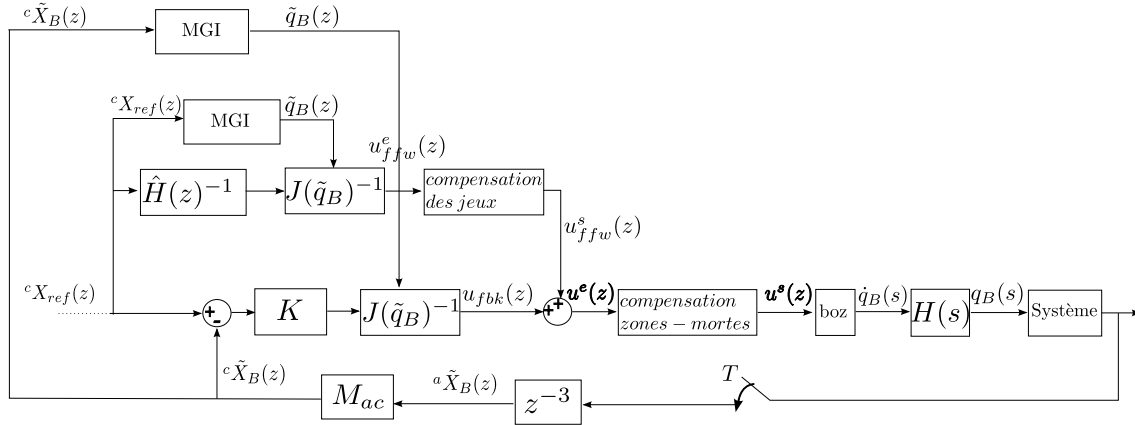 ᶜX̃_B(z)
MGI
q̃_B(z)
ᶜX_ref(z)
MGI
q̃_B(z)
u^e_ffw(z)
Ĥ(z)⁻¹
J(q̃_B)⁻¹
compensation
des jeux
u^s_ffw(z)
ᶜX_ref(z)
+
-
K
J(q̃_B)⁻¹
u_fbk(z)
+
+
u^e(z)
compensation
zones − mortes
u^s(z)
boz
q̇_B(s)
H(s)
q_B(s)
Système
ᶜX̃_B(z)
M_ac
ᵃX̃_B(z)
z⁻³
T